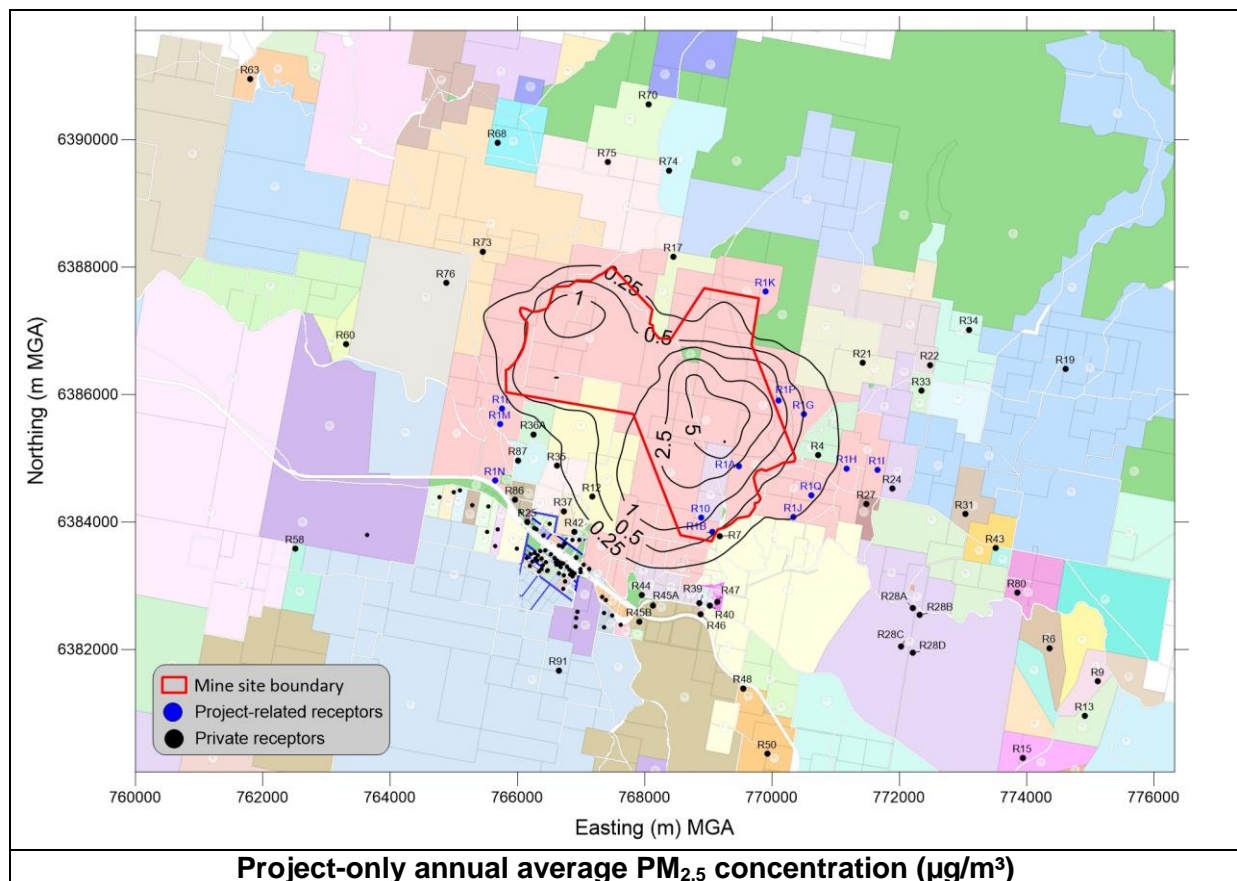 R63
R70
6390000
R68
R75
R74
R73
R17
6388000
R76
0.25
1
R1K
0.5
R60
R34
R21
R22
R19
6386000
R33
R1P
R1G
R1M
2.5
5
R36A
R4
R87
R35
R1A
R1H
R1I
R1N
R12
R24
R86
R1Q
R27
R37
1
R10
R1J
R31
6384000
R25
R42
0.5
R1B
R7
0.25
R58
R43
R44
R45A
R39
R47
R80
R28A
R28B
R45B
R40
R46
R28C
R28D
R6
6382000
R91
R9
R48
R13
R50
R15
Northing (m MGA)
Mine site boundary
Project-related receptors
Private receptors
760000 762000 764000 766000 768000 770000 772000 774000 776000
Easting (m) MGA
Project-only annual average PM2.5 concentration (µg/m³)